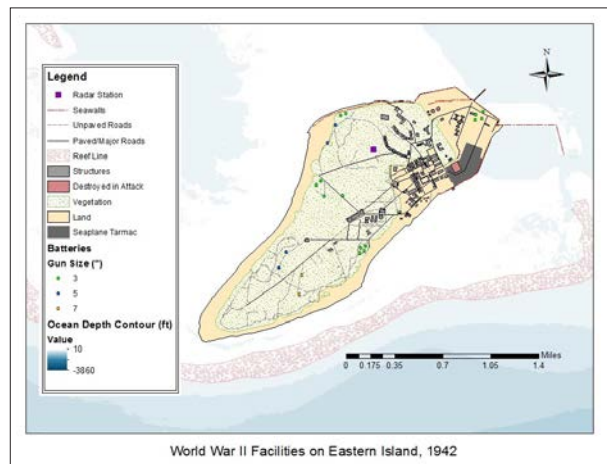 N
Legend
Radar Station
Seawalls
Unpaved Roads
Paved/Major Roads
Reef Line
Structures
Destroyed in Attack
Vegetation
Land
Seaplane Tarmac
Batteries
Gun Size (")
3
5
7
Ocean Depth Contour (ft)
Value
10
-3860
Miles
0 0.175 0.35 0.7 1.05 1.4
World War II Facilities on Eastern Island, 1942